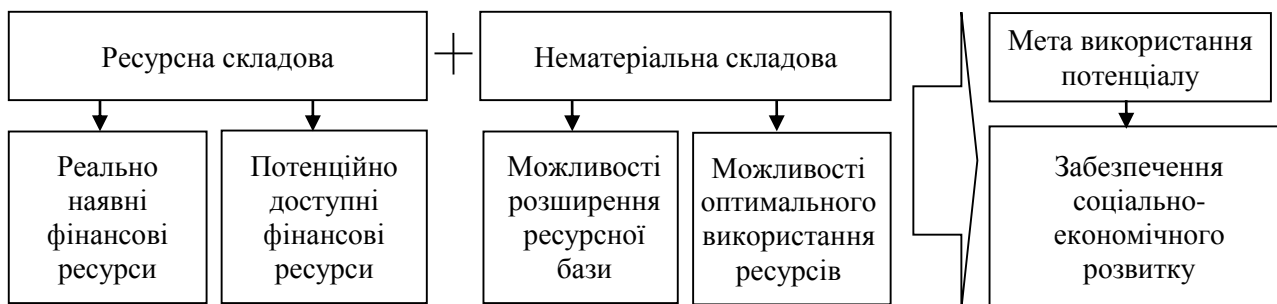 Ресурсна складова
+
Нематеріальна складова
Мета використання
потенціалу
Реально
наявні
фінансові
ресурси
Потенційно
доступні
фінансові
ресурси
Можливості
розширення
ресурсної
бази
Можливості
оптимального
використання
ресурсів
Забезпечення
соціально-
економічного
розвитку